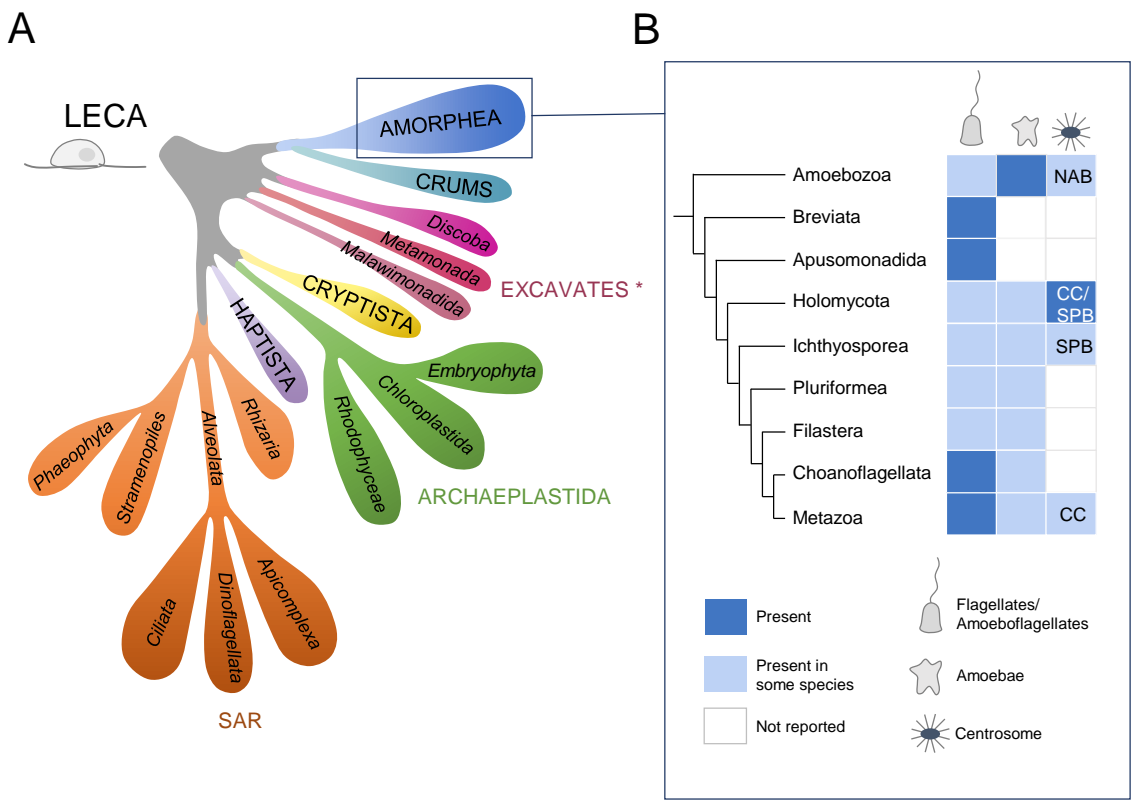 A
B
LECA
AMORPHEA
CRUMS
Discoba
Metamonada
Malawimonadida
EXCAVATES *
CRYPTISTA
HAPTISTA
Embryophyta
Chloroplastida
Rhodophyceae
ARCHAEPLASTIDA
Rhizaria
Alveolata
Stramenopiles
Phaeophyta
Ciliata
Dinoflagellata
Apicomplexa
SAR
Amoebozoa
NAB
Breviata
Apusomonadida
Holomycota
CC/
SPB
Ichthyosporea
SPB
Pluriformea
Filastera
Choanoflagellata
Metazoa
CC
Present
Present in
some species
Not reported
Flagellates/
Amoeboflagellates
Amoebae
Centrosome